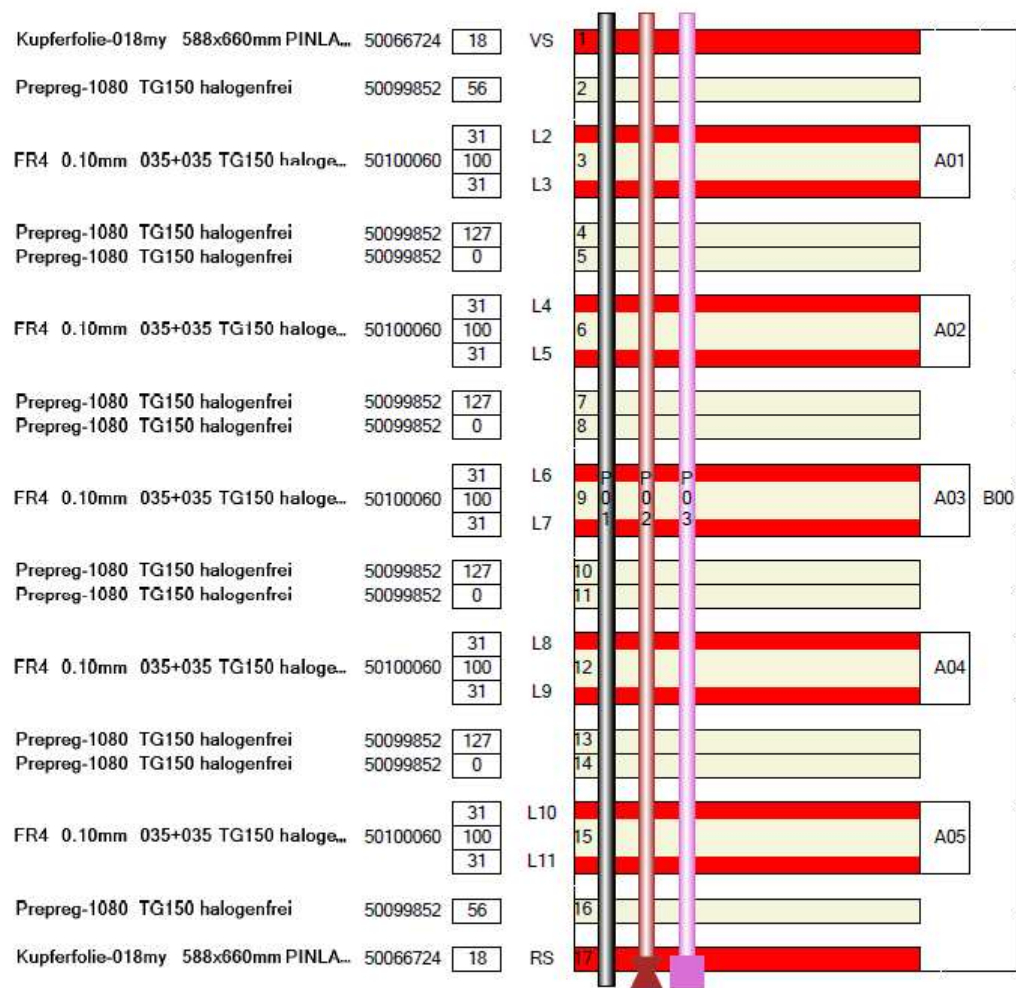 Kupferfolie-018my 588x660mm PINLA... 50066724 18 VS 1
Prepreg-1080 TG150 halogenfrei 50099852 56 2
31 L2
FR4 0.10mm 035+035 TG150 haloge... 50100060 100 3 A01
31 L3
Prepreg-1080 TG150 halogenfrei 50099852 127 4
Prepreg-1080 TG150 halogenfrei 50099852 0 5
31 L4
FR4 0.10mm 035+035 TG150 haloge... 50100060 100 6 A02
31 L5
Prepreg-1080 TG150 halogenfrei 50099852 127 7
Prepreg-1080 TG150 halogenfrei 50099852 0 8
31 L6
FR4 0.10mm 035+035 TG150 haloge... 50100060 100 9 P01 P02 P03 A03 B00
31 L7
Prepreg-1080 TG150 halogenfrei 50099852 127 10
Prepreg-1080 TG150 halogenfrei 50099852 0 11
31 L8
FR4 0.10mm 035+035 TG150 haloge... 50100060 100 12 A04
31 L9
Prepreg-1080 TG150 halogenfrei 50099852 127 13
Prepreg-1080 TG150 halogenfrei 50099852 0 14
31 L10
FR4 0.10mm 035+035 TG150 haloge... 50100060 100 15 A05
31 L11
Prepreg-1080 TG150 halogenfrei 50099852 56 16
Kupferfolie-018my 588x660mm PINLA... 50066724 18 RS 17